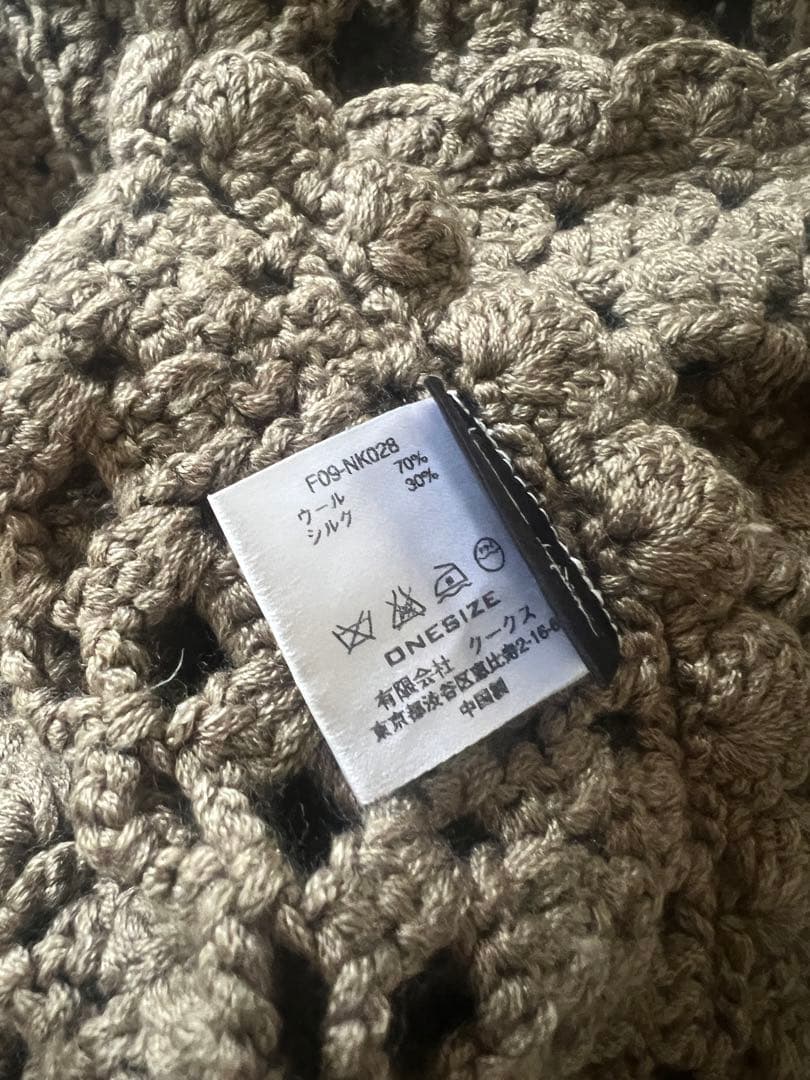 F09-NK028
ウール 70%
シルク 30%
ONESIZE
有限会社 クークス
東京都渋谷区恵比寿2-16-6
中国製